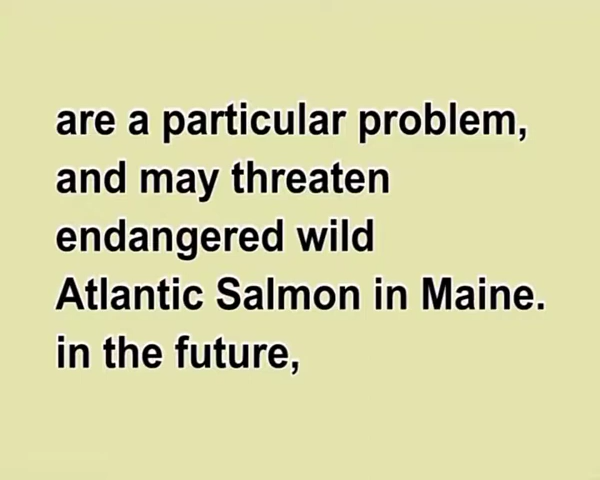 are a particular problem,
and may threaten
endangered wild
Atlantic Salmon in Maine.
in the future,